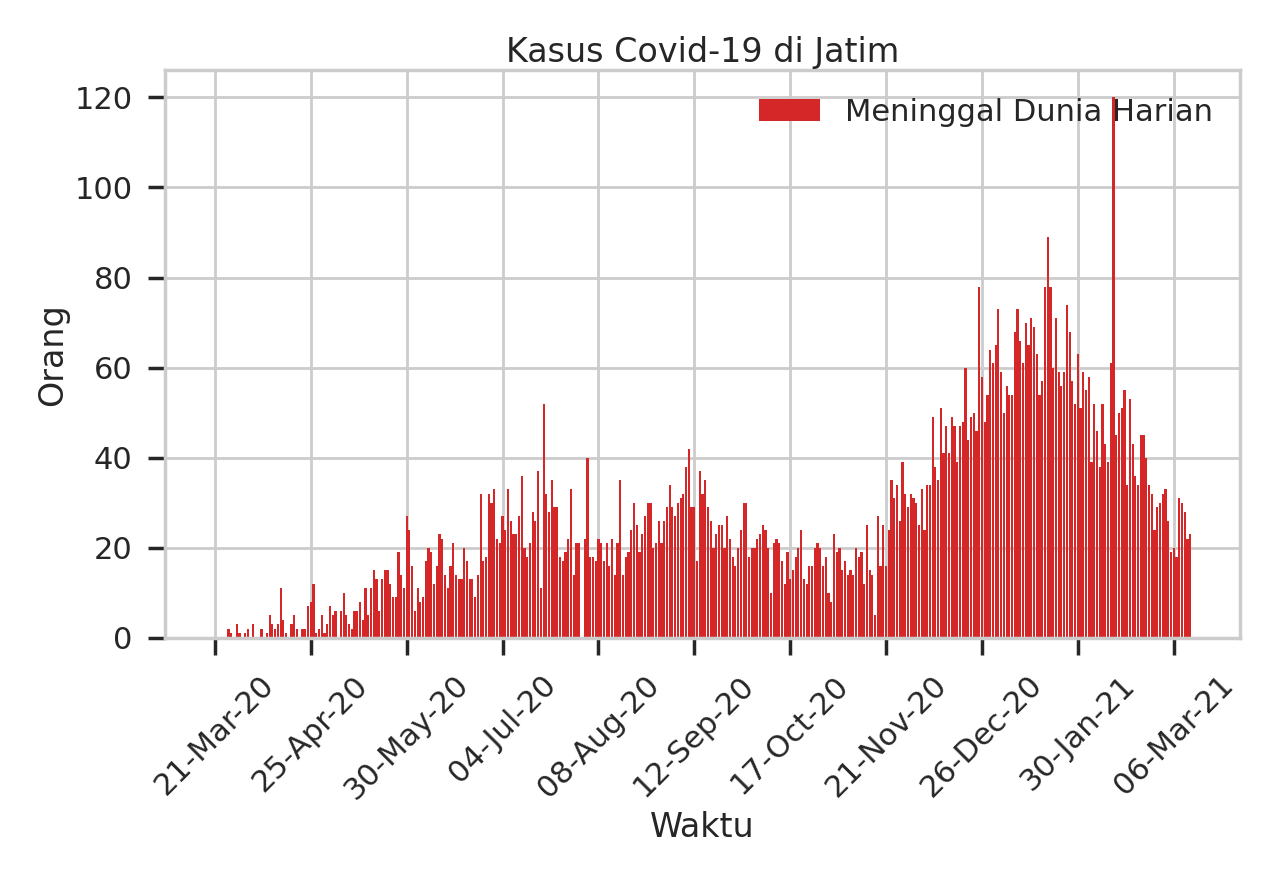 Kasus Covid-19 di Jatim
Meninggal Dunia Harian
120
100
80
60
40
20
0
Orang
21-Mar-20
25-Apr-20
30-May-20
04-Jul-20
08-Aug-20
12-Sep-20
17-Oct-20
21-Nov-20
26-Dec-20
30-Jan-21
06-Mar-21
Waktu